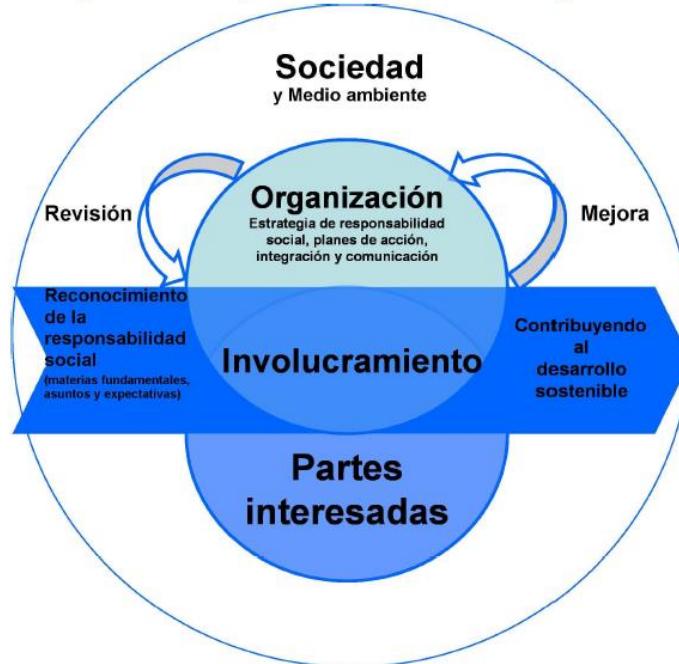 Sociedad
y Medio ambiente
Revisión
Organización
Estrategia de responsabilidad
social, planes de acción,
integración y comunicación
Mejora
Reconocimiento
de la
responsabilidad
social
(materias fundamentales,
asuntos y expectativas)
Involucramiento
Contribuyendo
al
desarrollo
sostenible
Partes
interesadas